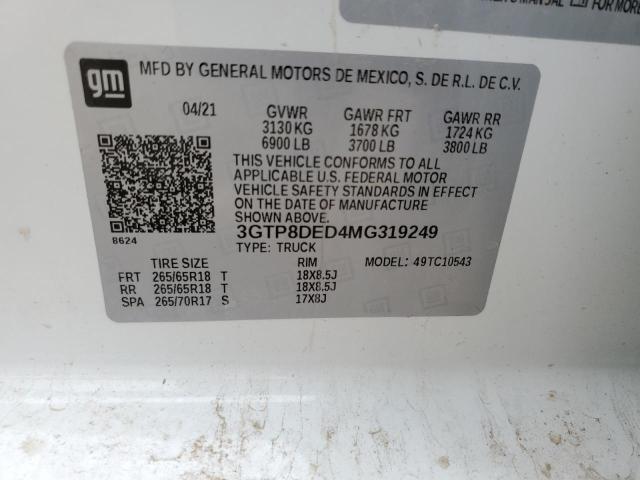 MANUAL FOR MORE
gm
MFD BY GENERAL MOTORS DE MEXICO, S. DE R.L. DE C.V.
04/21 GVWR GAWR FRT GAWR RR
3130 KG 1678 KG 1724 KG
6900 LB 3700 LB 3800 LB
THIS VEHICLE CONFORMS TO ALL
APPLICABLE U.S. FEDERAL MOTOR
VEHICLE SAFETY STANDARDS IN EFFECT
ON THE DATE OF MANUFACTURE
SHOWN ABOVE.
8624
3GTP8DED4MG319249
TYPE: TRUCK
TIRE SIZE RIM MODEL: 49TC10543
FRT 265/65R18 T 18X8.5J
RR 265/65R18 T 18X8.5J
SPA 265/70R17 S 17X8J